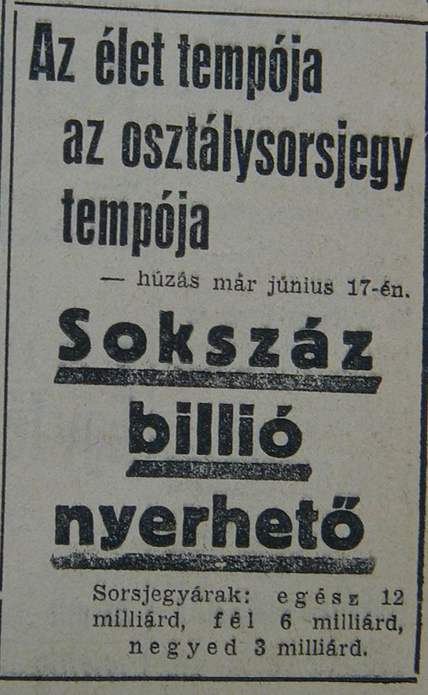 Az élet tempója
az osztálysorsjegy
tempója
— húzás már június 17-én.
Sokszáz
billió
nyerhető
Sorsjegyárak: egész 12
milliárd, fél 6 milliárd,
negyed 3 milliárd.